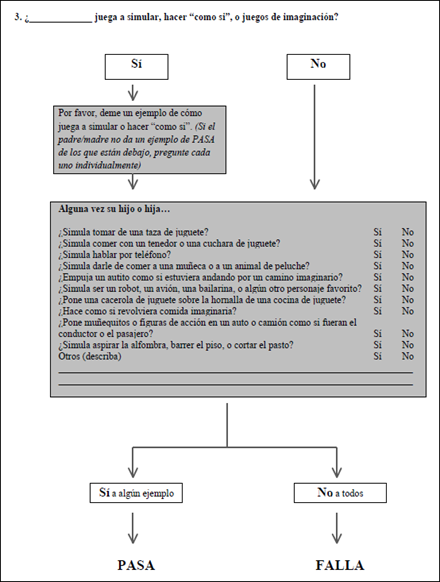 3. ¿____________ juega a simular, hacer “como si”, o juegos de imaginación?
Sí
No
Por favor, deme un ejemplo de cómo
juega a simular o hacer “como si”. (Si el
padre/madre no da un ejemplo de PASA
de los que están debajo, pregunte cada
uno individualmente)
Alguna vez su hijo o hija…
¿Simula tomar de una taza de juguete? Sí No
¿Simula comer con un tenedor o una cuchara de juguete? Sí No
¿Simula hablar por teléfono? Sí No
¿Simula darle de comer a una muñeca o a un animal de peluche? Sí No
¿Empuja un autito como si estuviera andando por un camino imaginario? Sí No
¿Simula ser un robot, un avión, una bailarina, o algún otro personaje favorito? Sí No
¿Pone una cacerola de juguete sobre la hornalla de una cocina de juguete? Sí No
¿Hace como si revolviera comida imaginaria? Sí No
¿Pone muñequitos o figuras de acción en un auto o camión como si fueran el
conductor o el pasajero? Sí No
¿Simula aspirar la alfombra, barrer el piso, o cortar el pasto? Sí No
Otros (describa) Sí No
Sí a algún ejemplo
No a todos
PASA
FALLA